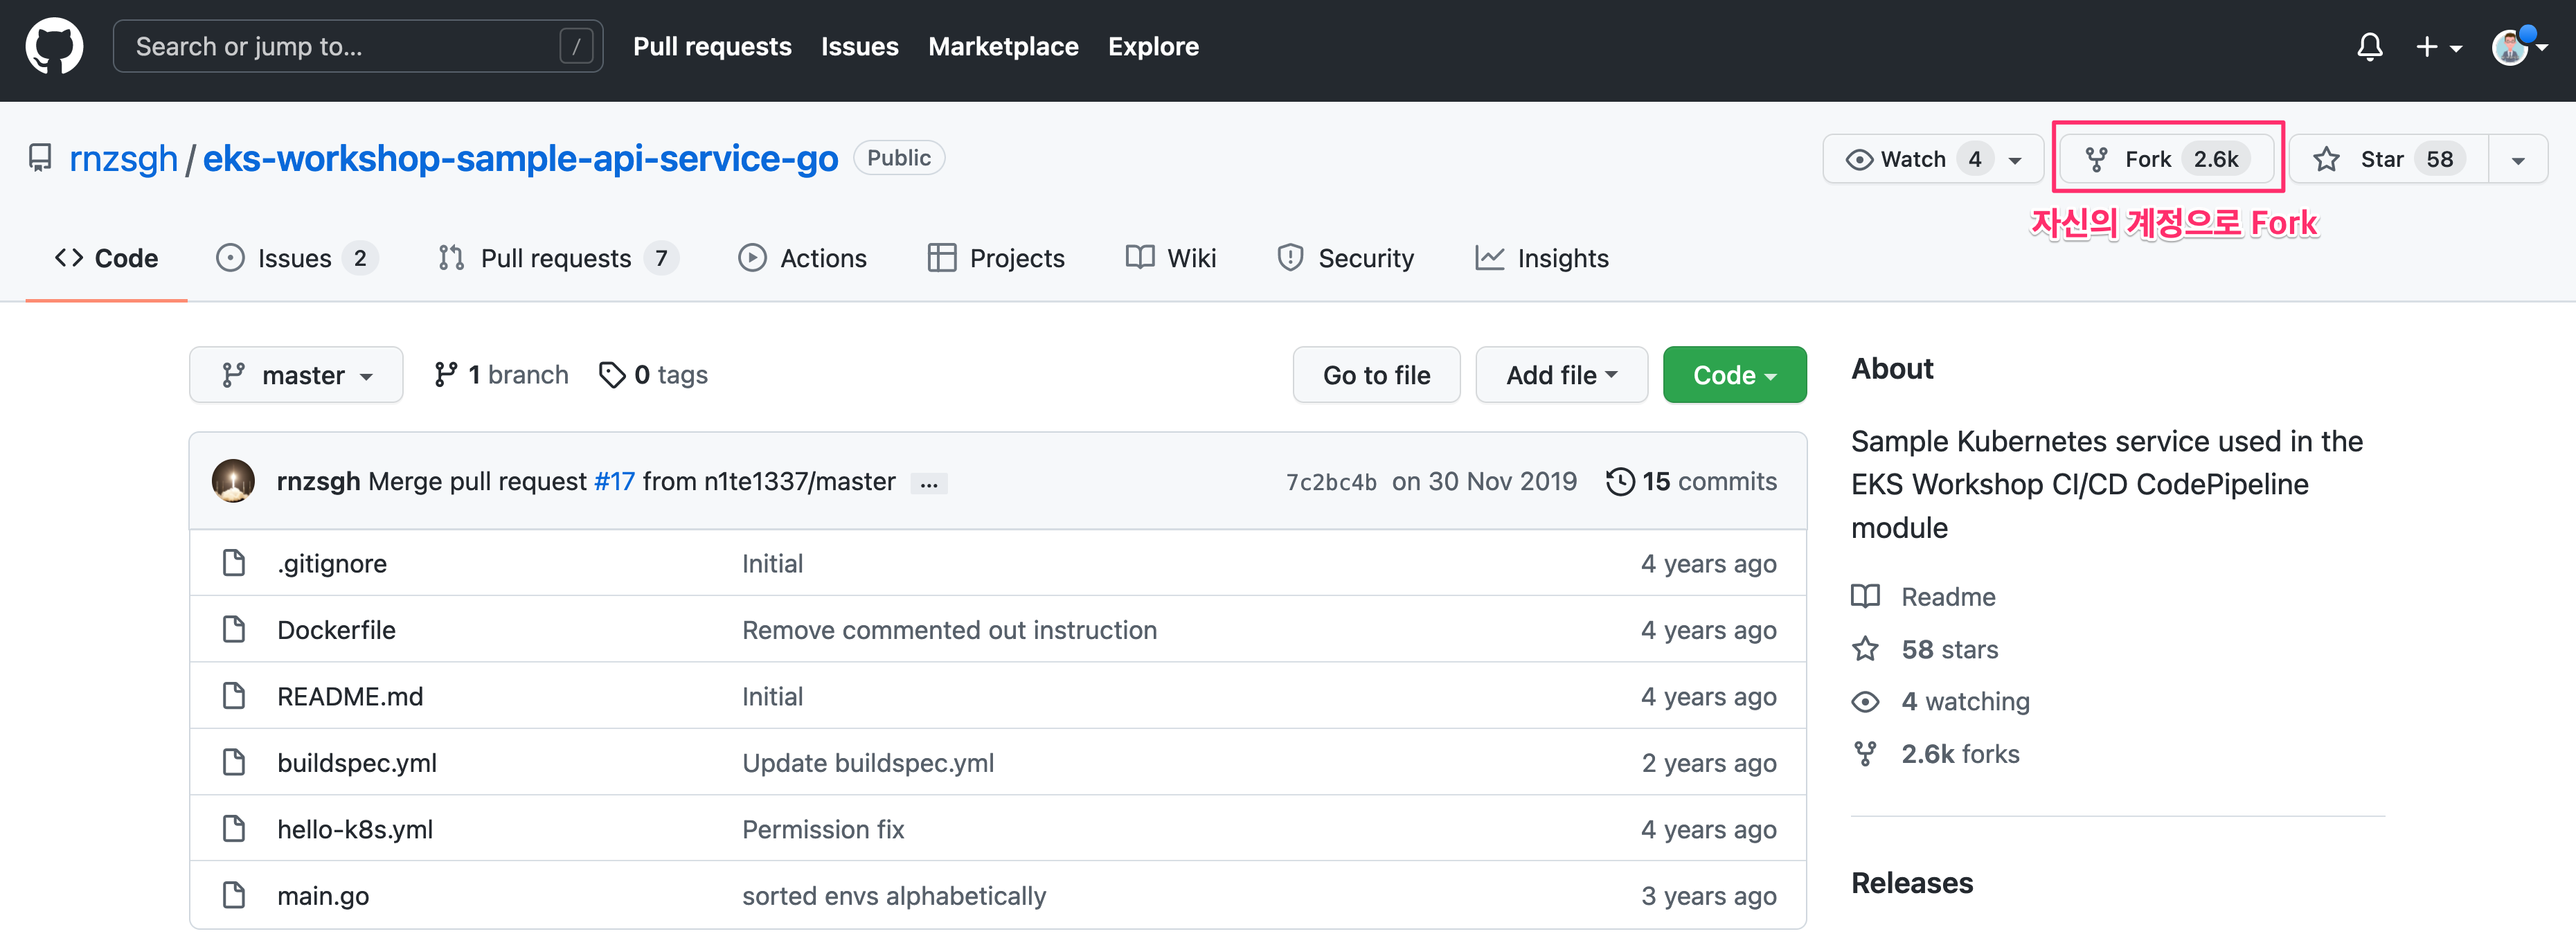 Search or jump to... /
Pull requests Issues Marketplace Explore
rnzsgh / eks-workshop-sample-api-service-go Public
Watch 4 Fork 2.6k Star 58
자신의 계정으로 Fork
Code Issues 2 Pull requests 7 Actions Projects Wiki Security Insights
master 1 branch 0 tags Go to file Add file Code
rnzsgh Merge pull request #17 from n1te1337/master ... 7c2bc4b on 30 Nov 2019 15 commits
.gitignore Initial 4 years ago
Dockerfile Remove commented out instruction 4 years ago
README.md Initial 4 years ago
buildspec.yml Update buildspec.yml 2 years ago
hello-k8s.yml Permission fix 4 years ago
main.go sorted envs alphabetically 3 years ago
About
Sample Kubernetes service used in the
EKS Workshop CI/CD CodePipeline
module
Readme
58 stars
4 watching
2.6k forks
Releases